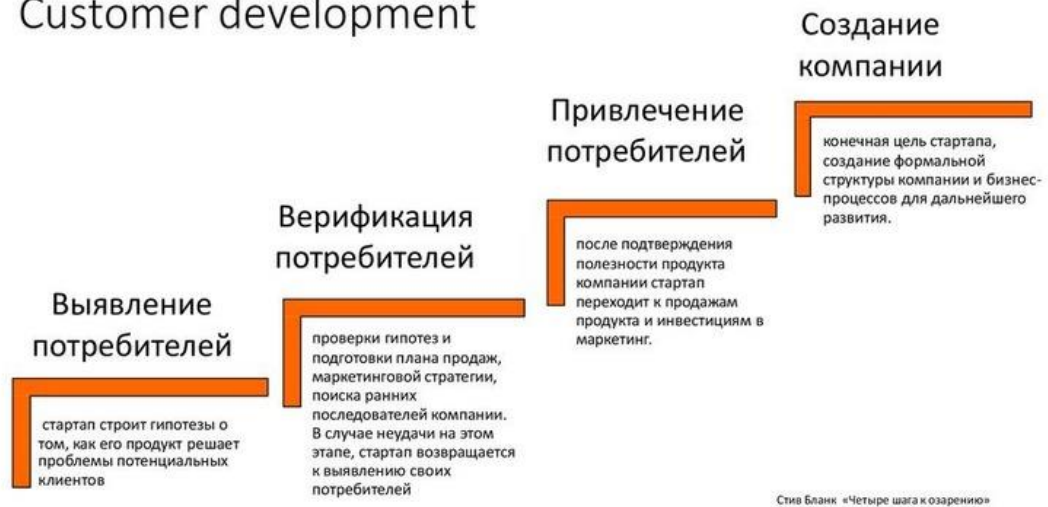 Customer development
Выявление
потребителей
стартап строит гипотезы о
том, как его продукт решает
проблемы потенциальных
клиентов
Верификация
потребителей
проверки гипотез и
подготовки плана продаж,
маркетинговой стратегии,
поиска ранних
последователей компании.
В случае неудачи на этом
этапе, стартап возвращается
к выявлению своих
потребителей
Привлечение
потребителей
после подтверждения
полезности продукта
компании стартап
переходит к продажам
продукта и инвестициям в
маркетинг.
Создание
компании
конечная цель стартапа,
создание формальной
структуры компании и бизнес-
процессов для дальнейшего
развития.
Стив Бланк «Четыре шага к озарению»